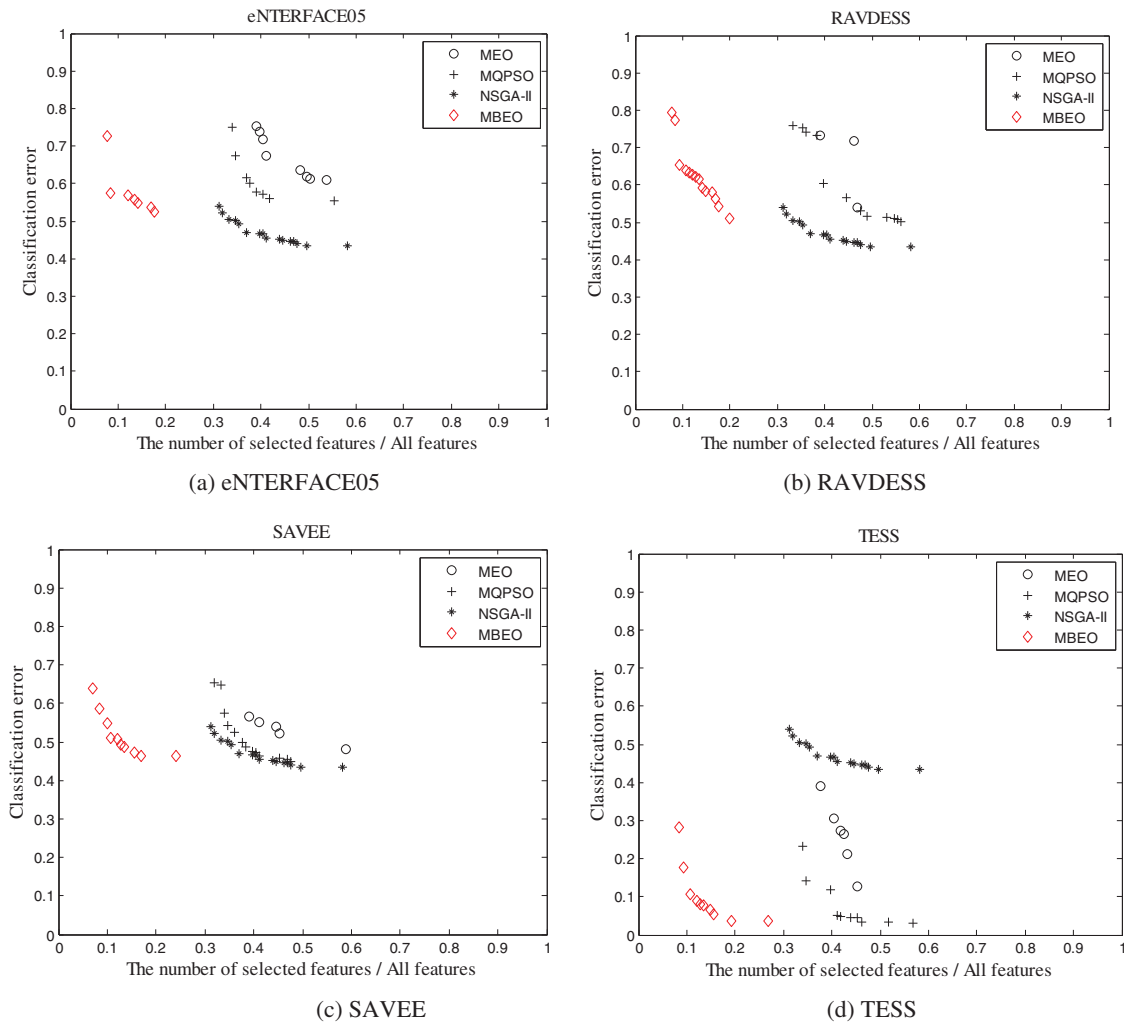 eNTERFACE05
1
0.9
0.8
0.7
0.6
0.5
0.4
0.3
0.2
0.1
0
Classification error
MEO
MQPSO
NSGA-II
MBEO
0 0.1 0.2 0.3 0.4 0.5 0.6 0.7 0.8 0.9 1
The number of selected features / All features
(a) eNTERFACE05
RAVDESS
1
0.9
0.8
0.7
0.6
0.5
0.4
0.3
0.2
0.1
0
Classification error
MEO
MQPSO
NSGA-II
MBEO
0 0.1 0.2 0.3 0.4 0.5 0.6 0.7 0.8 0.9 1
The number of selected features / All features
(b) RAVDESS
SAVEE
1
0.9
0.8
0.7
0.6
0.5
0.4
0.3
0.2
0.1
0
Classification error
MEO
MQPSO
NSGA-II
MBEO
0 0.1 0.2 0.3 0.4 0.5 0.6 0.7 0.8 0.9 1
The number of selected features / All features
(c) SAVEE
TESS
1
0.9
0.8
0.7
0.6
0.5
0.4
0.3
0.2
0.1
0
Classification error
MEO
MQPSO
NSGA-II
MBEO
0 0.1 0.2 0.3 0.4 0.5 0.6 0.7 0.8 0.9 1
The number of selected features / All features
(d) TESS